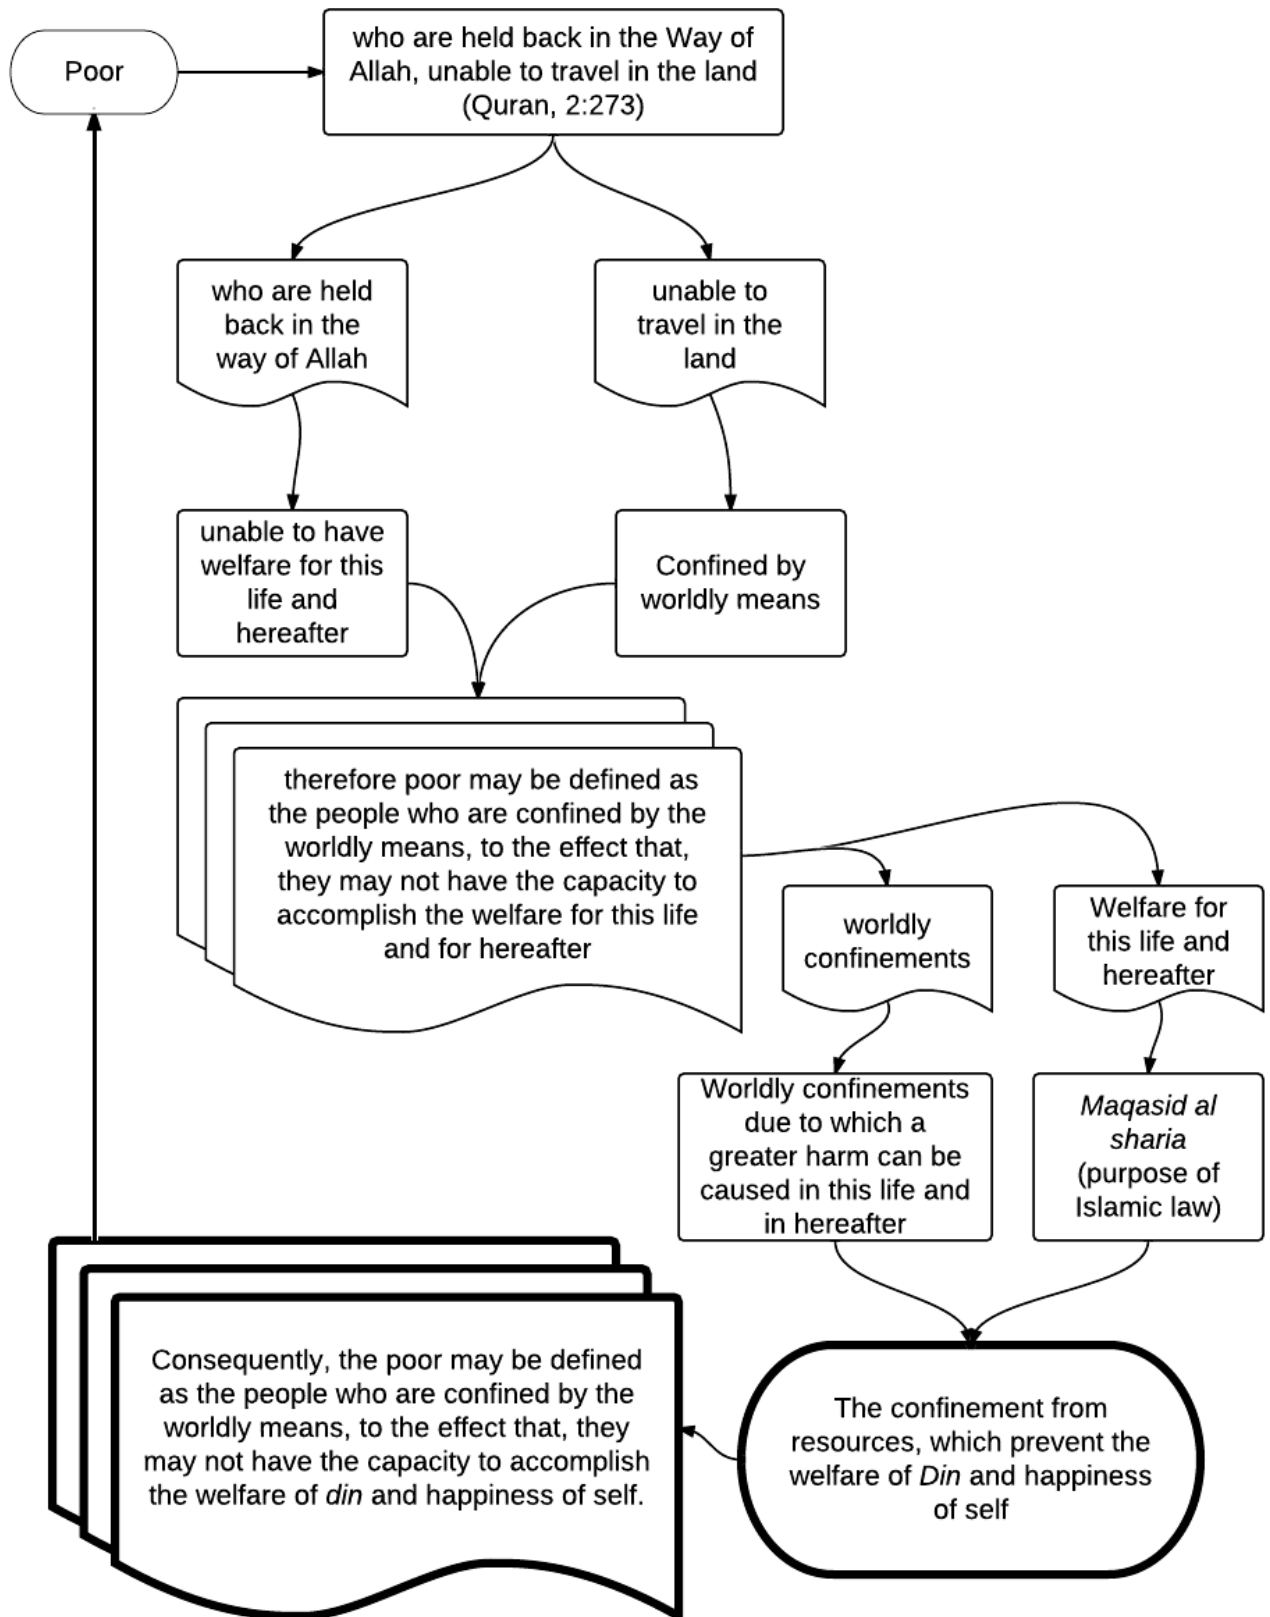 Poor
who are held back in the Way of
Allah, unable to travel in the land
(Quran, 2:273)
who are held
back in the
way of Allah
unable to
travel in the
land
unable to have
welfare for this
life and
hereafter
Confined by
worldly means
therefore poor may be defined as
the people who are confined by the
worldly means, to the effect that,
they may not have the capacity to
accomplish the welfare for this life
and for hereafter
worldly
confinements
Welfare for
this life and
hereafter
Worldly confinements
due to which a
greater harm can be
caused in this life and
in hereafter
Maqasid al
sharia
(purpose of
Islamic law)
The confinement from
resources, which prevent the
welfare of Din and happiness
of self
Consequently, the poor may be defined
as the people who are confined by the
worldly means, to the effect that, they
may not have the capacity to accomplish
the welfare of din and happiness of self.